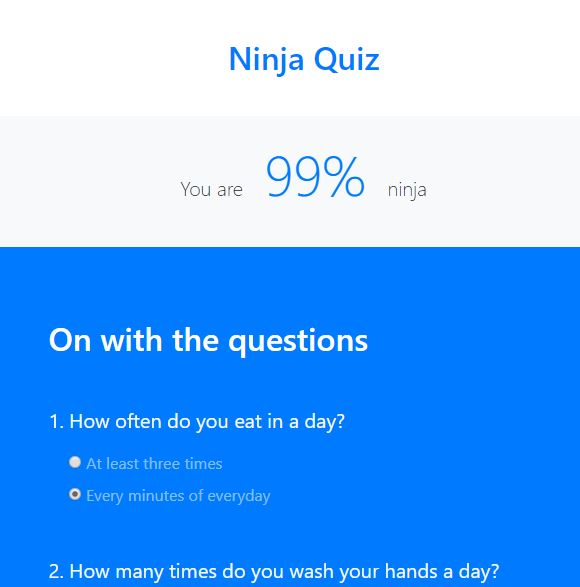 Ninja Quiz
You are 99% ninja
On with the questions
1. How often do you eat in a day?
At least three times
Every minutes of everyday
2. How many times do you wash your hands a day?